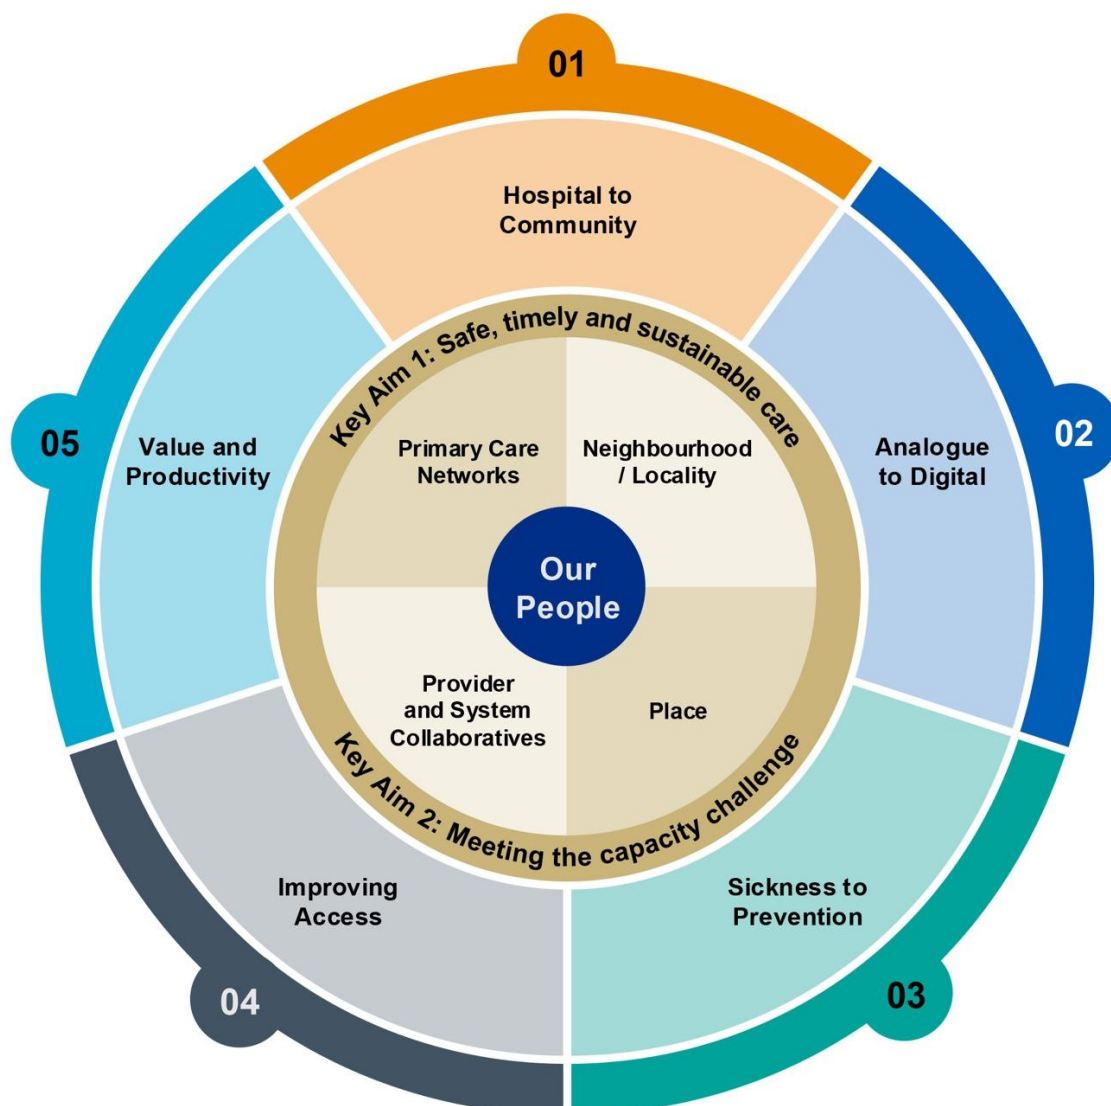 01
Hospital to
Community
02
Analogue
to Digital
03
Sickness to
Prevention
04
Improving
Access
05
Value and
Productivity
Key Aim 1: Safe, timely and sustainable care
Primary Care
Networks
Neighbourhood
/ Locality
Our
People
Provider
and System
Collaboratives
Place
Key Aim 2: Meeting the capacity challenge